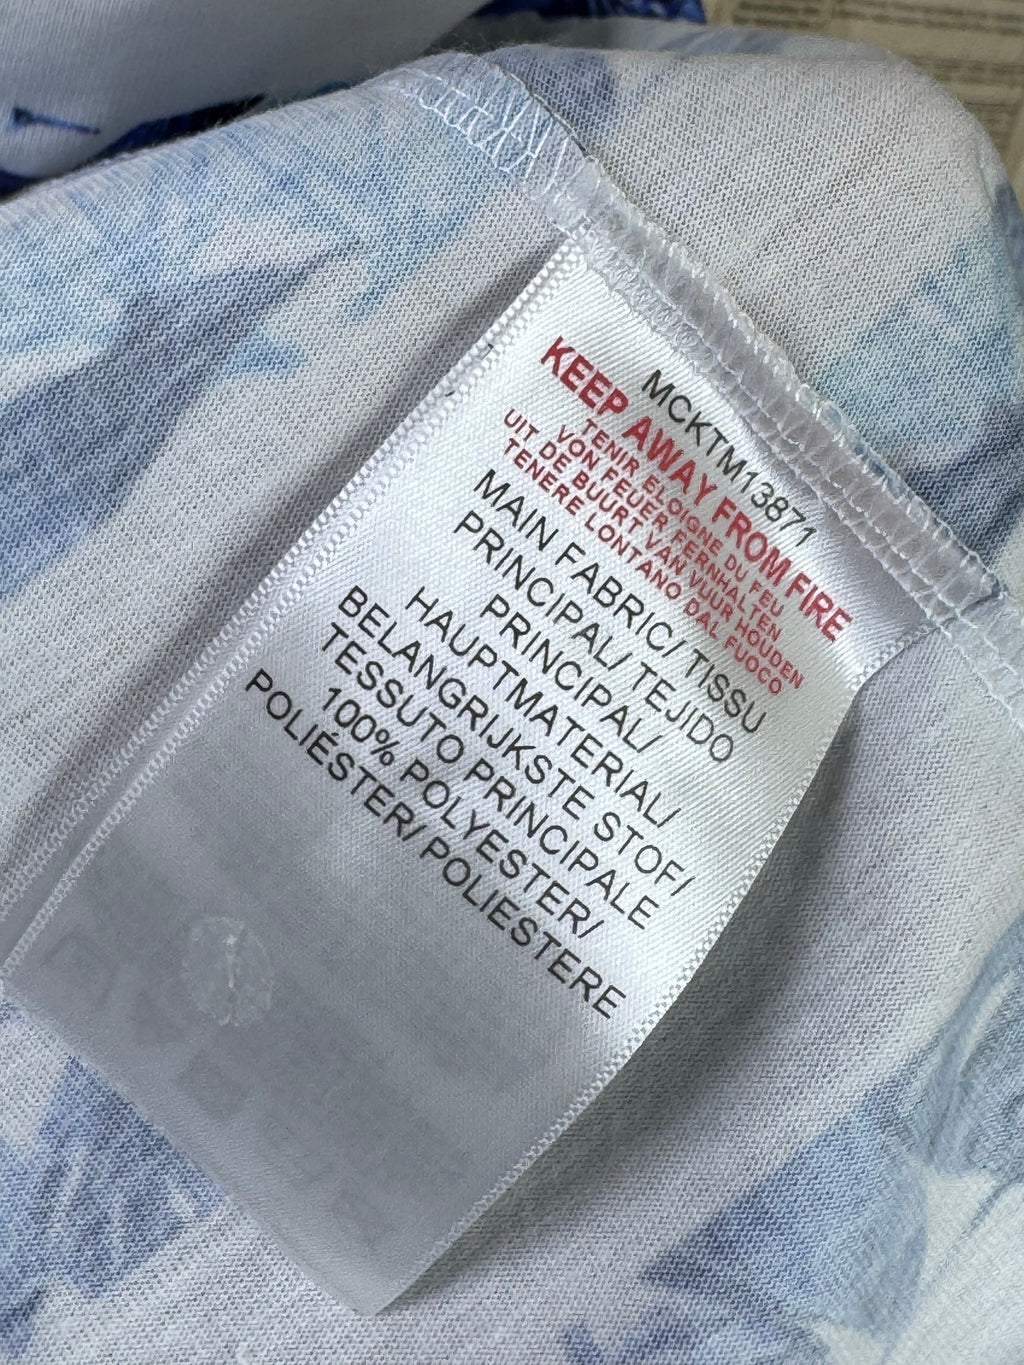 MCKTM13871
KEEP AWAY FROM FIRE
TENIR ELOIGNE DU FEU
VON FEUER FERNHALTEN
UIT DE BUURT VAN VUUR HOUDEN
TENERE LONTANO DAL FUOCO
MAIN FABRIC/ TISSU
PRINCIPAL/ TEJIDO
PRINCIPAL/
HAUPTMATERIAL/
BELANGRIJKSTE STOF/
TESSUTO PRINCIPALE
100% POLYESTER/
POLIÉSTER/ POLIESTERE